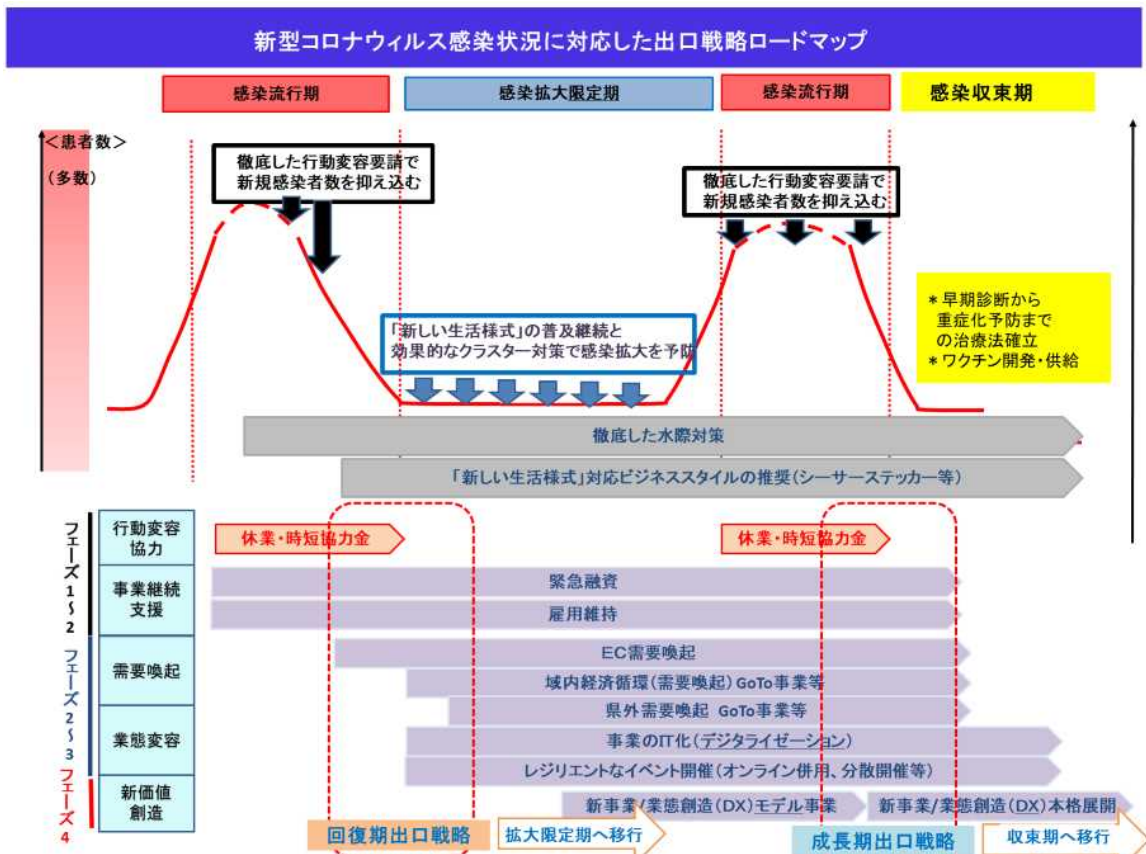 新型コロナウィルス感染状況に対応した出口戦略ロードマップ
感染流行期
感染拡大限定期
感染流行期
感染収束期
＜患者数＞
(多数)
徹底した行動変容要請で
新規感染者数を抑え込む
徹底した行動変容要請で
新規感染者数を抑え込む
「新しい生活様式」の普及継続と
効果的なクラスター対策で感染拡大を予防
＊早期診断から
重症化予防まで
の治療法確立
＊ワクチン開発・供給
徹底した水際対策
「新しい生活様式」対応ビジネススタイルの推奨(シーサーステッカー等)
フェーズ1～2
行動変容
協力
休業・時短協力金
休業・時短協力金
事業継続
支援
緊急融資
雇用維持
フェーズ2～3
需要喚起
EC需要喚起
域内経済循環(需要喚起) GoTo事業等
県外需要喚起 GoTo事業等
業態変容
事業のIT化(デジタライゼーション)
レジリエントなイベント開催(オンライン併用、分散開催等)
フェーズ4
新価値
創造
新事業/業態創造(DX)モデル事業
新事業/業態創造(DX)本格展開
回復期出口戦略
拡大限定期へ移行
成長期出口戦略
収束期へ移行